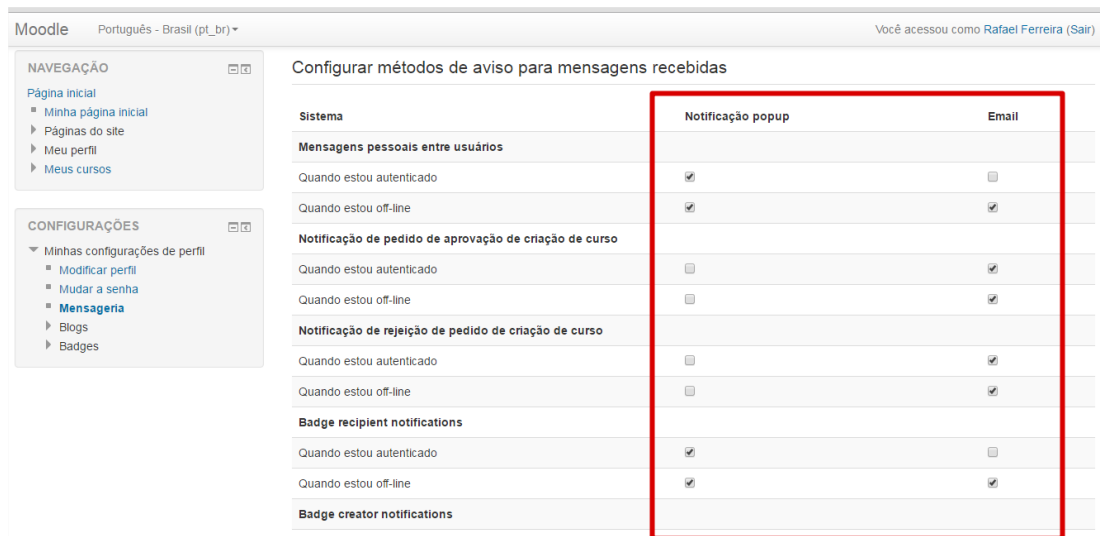 Moodle Português - Brasil (pt_br) Você acessou como Rafael Ferreira (Sair)
NAVEGAÇÃO
Página inicial
Minha página inicial
Páginas do site
Meu perfil
Meus cursos
CONFIGURAÇÕES
Minhas configurações de perfil
Modificar perfil
Mudar a senha
Mensageria
Blogs
Badges
Configurar métodos de aviso para mensagens recebidas
Sistema Notificação popup Email
Mensagens pessoais entre usuários
Quando estou autenticado
Quando estou off-line
Notificação de pedido de aprovação de criação de curso
Quando estou autenticado
Quando estou off-line
Notificação de rejeição de pedido de criação de curso
Quando estou autenticado
Quando estou off-line
Badge recipient notifications
Quando estou autenticado
Quando estou off-line
Badge creator notifications